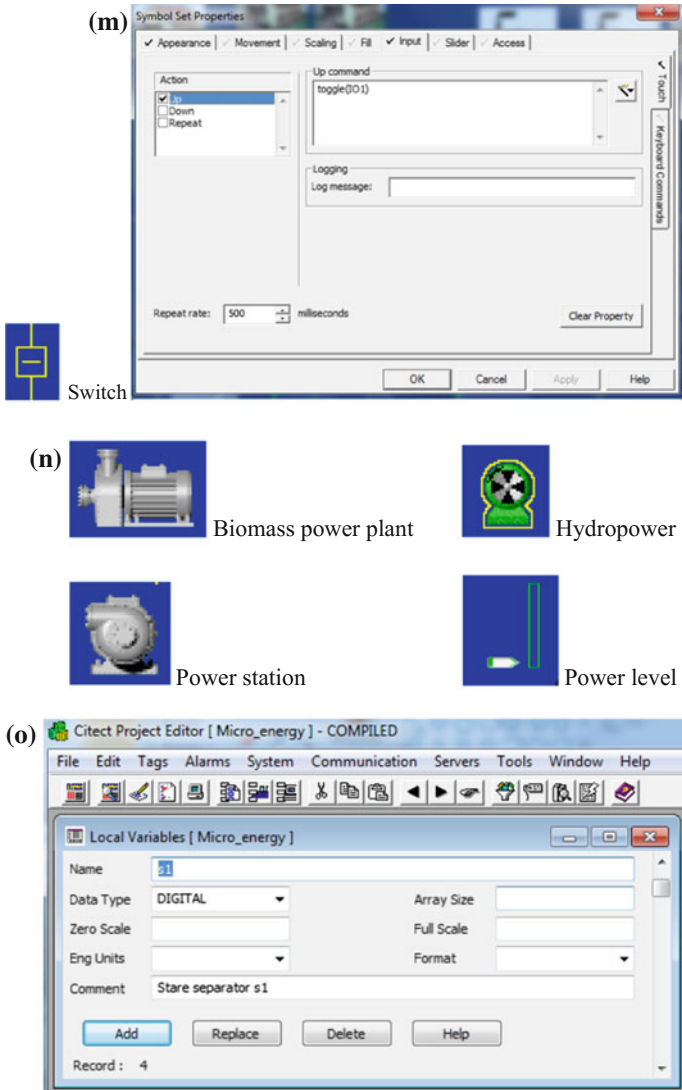 (m)
Symbol Set Properties
Appearance Movement Scaling Fill Input Slider Access
Action
Up
Down
Repeat
Up command
toggle(IO1)
Logging
Log message:
Touch
Keyboard Commands
Repeat rate: 500 miliseconds
Clear Property
OK Cancel Apply Help
Switch
(n)
Biomass power plant
Hydropower
Power station
Power level
(o)
Citect Project Editor [ Micro_energy ] - COMPILED
File Edit Tags Alarms System Communication Servers Tools Window Help
Local Variables [ Micro_energy ]
Name s1
Data Type DIGITAL Array Size
Zero Scale Full Scale
Eng Units Format
Comment Stare separator s1
Add Replace Delete Help
Record : 4